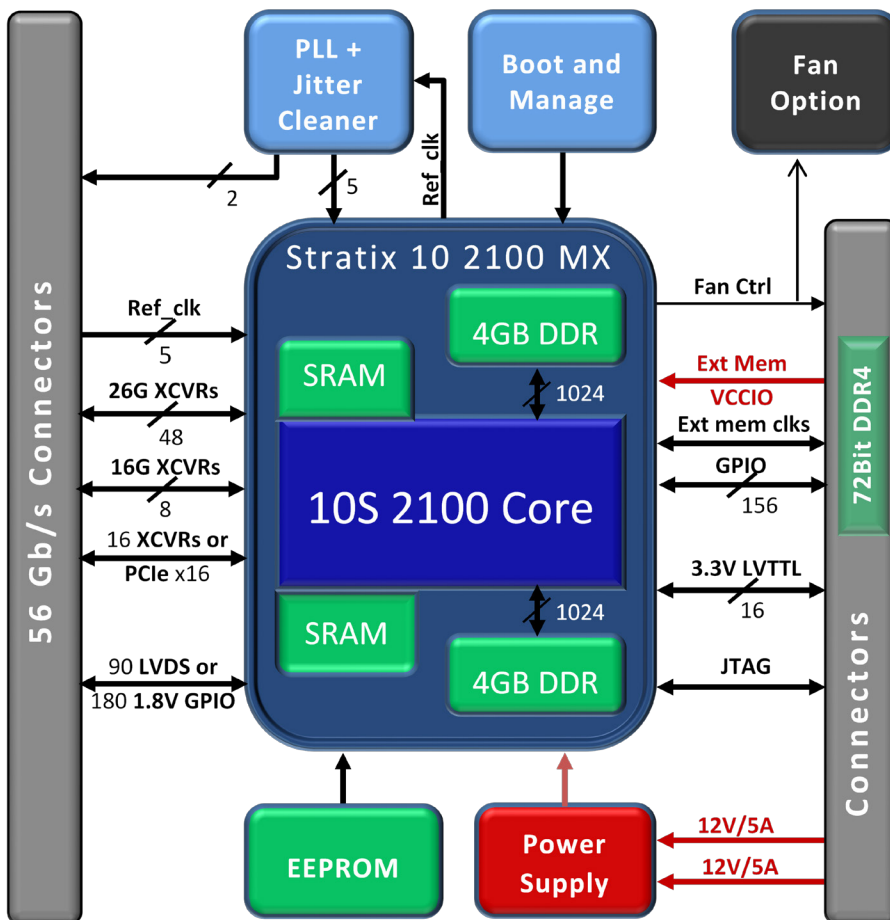 PLL +
Jitter
Cleaner
Boot and
Manage
Fan
Option
2
5
Ref_clk
56 Gb/s Connectors
Stratix 10 2100 MX
4GB DDR
SRAM
1024
10S 2100 Core
1024
SRAM
4GB DDR
Ref_clk
5
26G XCVRs
48
16G XCVRs
8
16 XCVRs or
PCIe x16
90 LVDS or
180 1.8V GPIO
Fan Ctrl
Ext Mem
VCCIO
Ext mem clks
GPIO
156
3.3V LVTTL
16
JTAG
72Bit DDR4
Connectors
EEPROM
Power
Supply
12V/5A
12V/5A